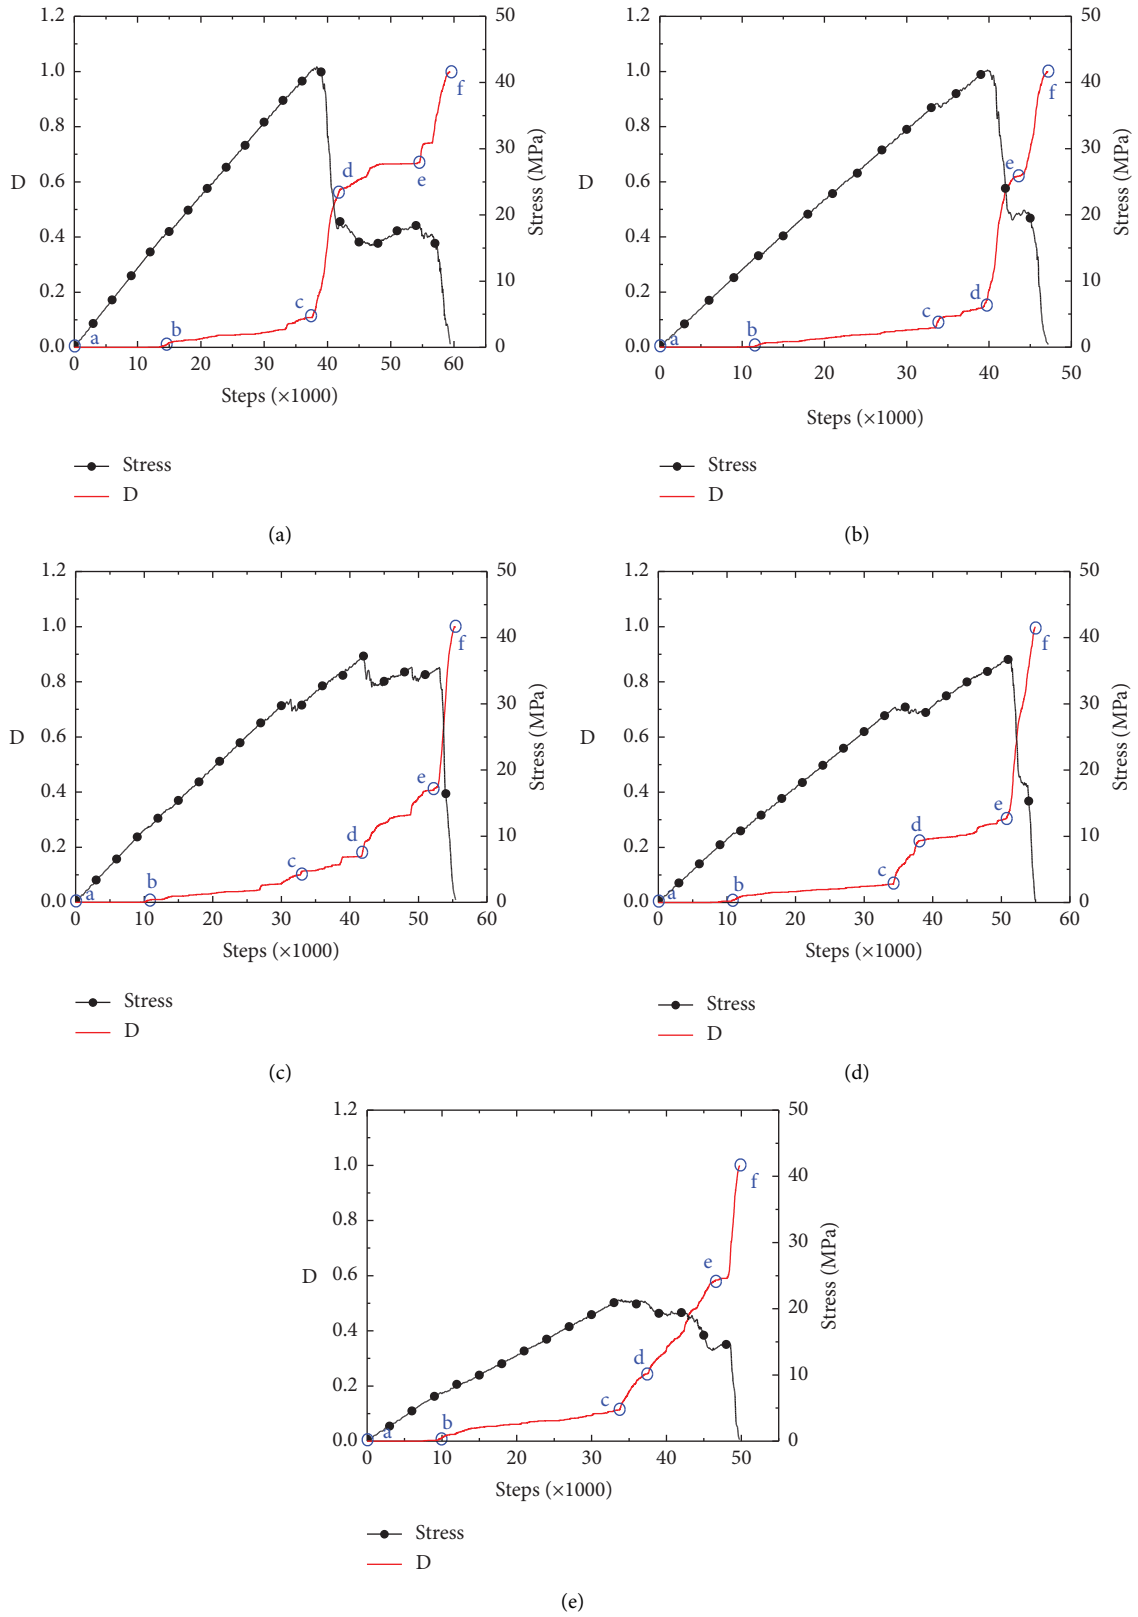 1.2 50
1.0 40
0.8 30
0.6 20
0.4 10
0.2 0
0.0
D
Stress (MPa)
a b c d e f
0 10 20 30 40 50 60
Steps (×1000)
Stress
D
(a)
1.2 50
1.0 40
0.8 30
0.6 20
0.4 10
0.2 0
0.0
D
Stress (MPa)
a b c d e f
0 10 20 30 40 50
Steps (×1000)
Stress
D
(b)
1.2 50
1.0 40
0.8 30
0.6 20
0.4 10
0.2 0
0.0
D
Stress (MPa)
a b c d e f
0 10 20 30 40 50 60
Steps (×1000)
Stress
D
(c)
1.2 50
1.0 40
0.8 30
0.6 20
0.4 10
0.2 0
0.0
D
Stress (MPa)
a b c d e f
0 10 20 30 40 50 60
Steps (×1000)
Stress
D
(d)
1.2 50
1.0 40
0.8 30
0.6 20
0.4 10
0.2 0
0.0
D
Stress (MPa)
a b c d e f
0 10 20 30 40 50
Steps (×1000)
Stress
D
(e)